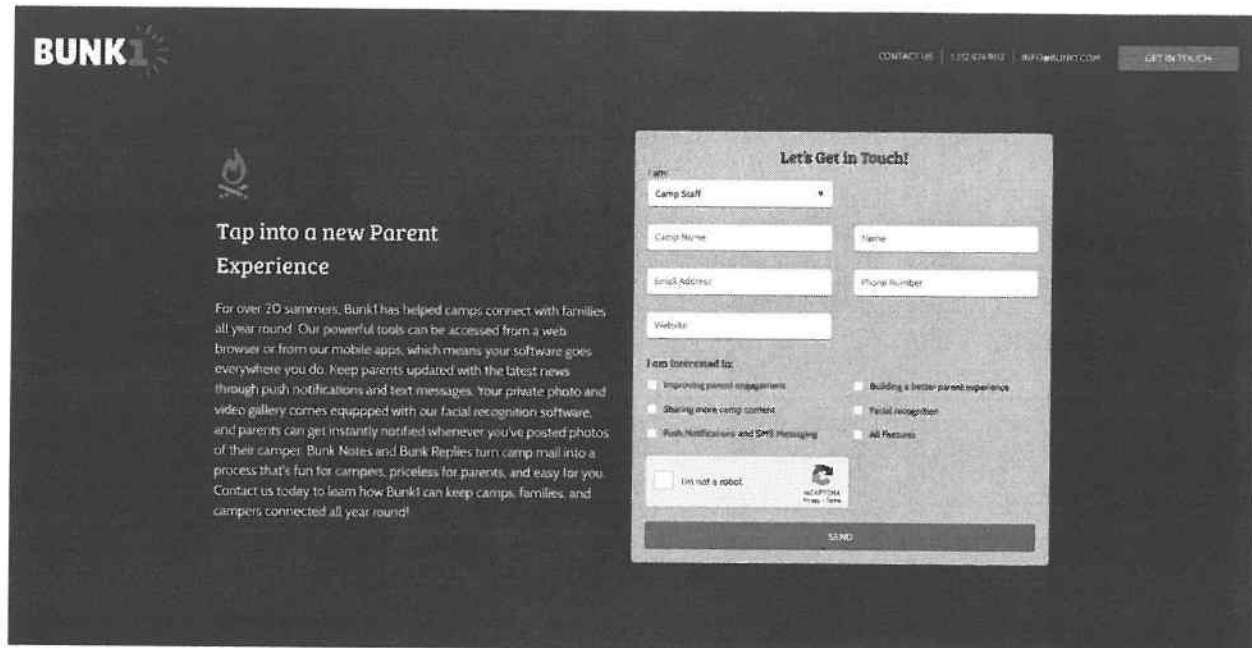 BUNK1
CONTACT US
INFO@BUNK1.COM
GET IN TOUCH
Tap into a new Parent
Experience
For over 20 summers, Bunk1 has helped camps connect with families
all year round. Our powerful tools can be accessed from a web
browser or from our mobile apps, which means your software goes
everywhere you do. Keep parents updated with the latest news
through push notifications and text messages. Your private photo and
video gallery comes equppped with our facial recognition software,
and parents can get instantly notified whenever you've posted photos
of their camper. Bunk Notes and Bunk Replies turn camp mail into a
process that's fun for campers, priceless for parents, and easy for you.
Contact us today to learn how Bunk1 can keep camps, families, and
campers connected all year round!
Let's Get in Touch!
I am:
Camp Staff
Camp Name
Name
Email Address
Phone Number
Website
I am interested in:
Improving parent engagement
Building a better parent experience
Sharing more camp content
Facial recognition
Push Notifications and SMS Messaging
All Features
I'm not a robot
reCAPTCHA
Privacy - Terms
SEND